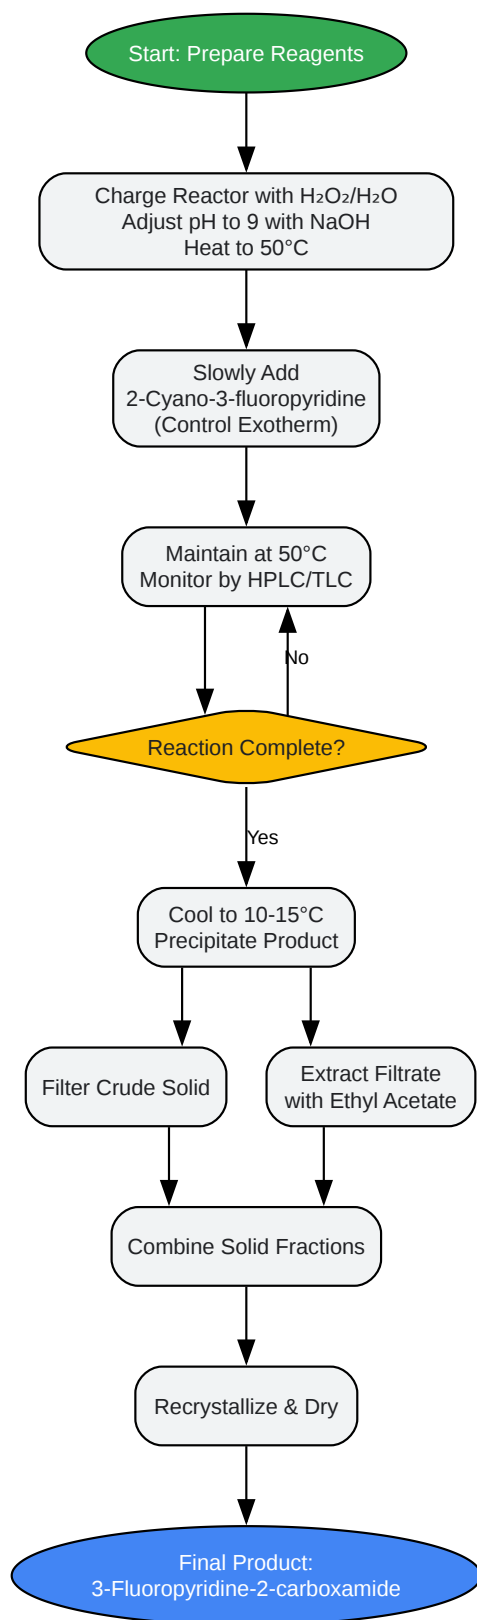 Start: Prepare Reagents
Charge Reactor with H₂O₂/H₂O
Adjust pH to 9 with NaOH
Heat to 50°C
Slowly Add
2-Cyano-3-fluoropyridine
(Control Exotherm)
Maintain at 50°C
Monitor by HPLC/TLC
No
Reaction Complete?
Yes
Cool to 10-15°C
Precipitate Product
Filter Crude Solid
Extract Filtrate
with Ethyl Acetate
Combine Solid Fractions
Recrystallize & Dry
Final Product:
3-Fluoropyridine-2-carboxamide